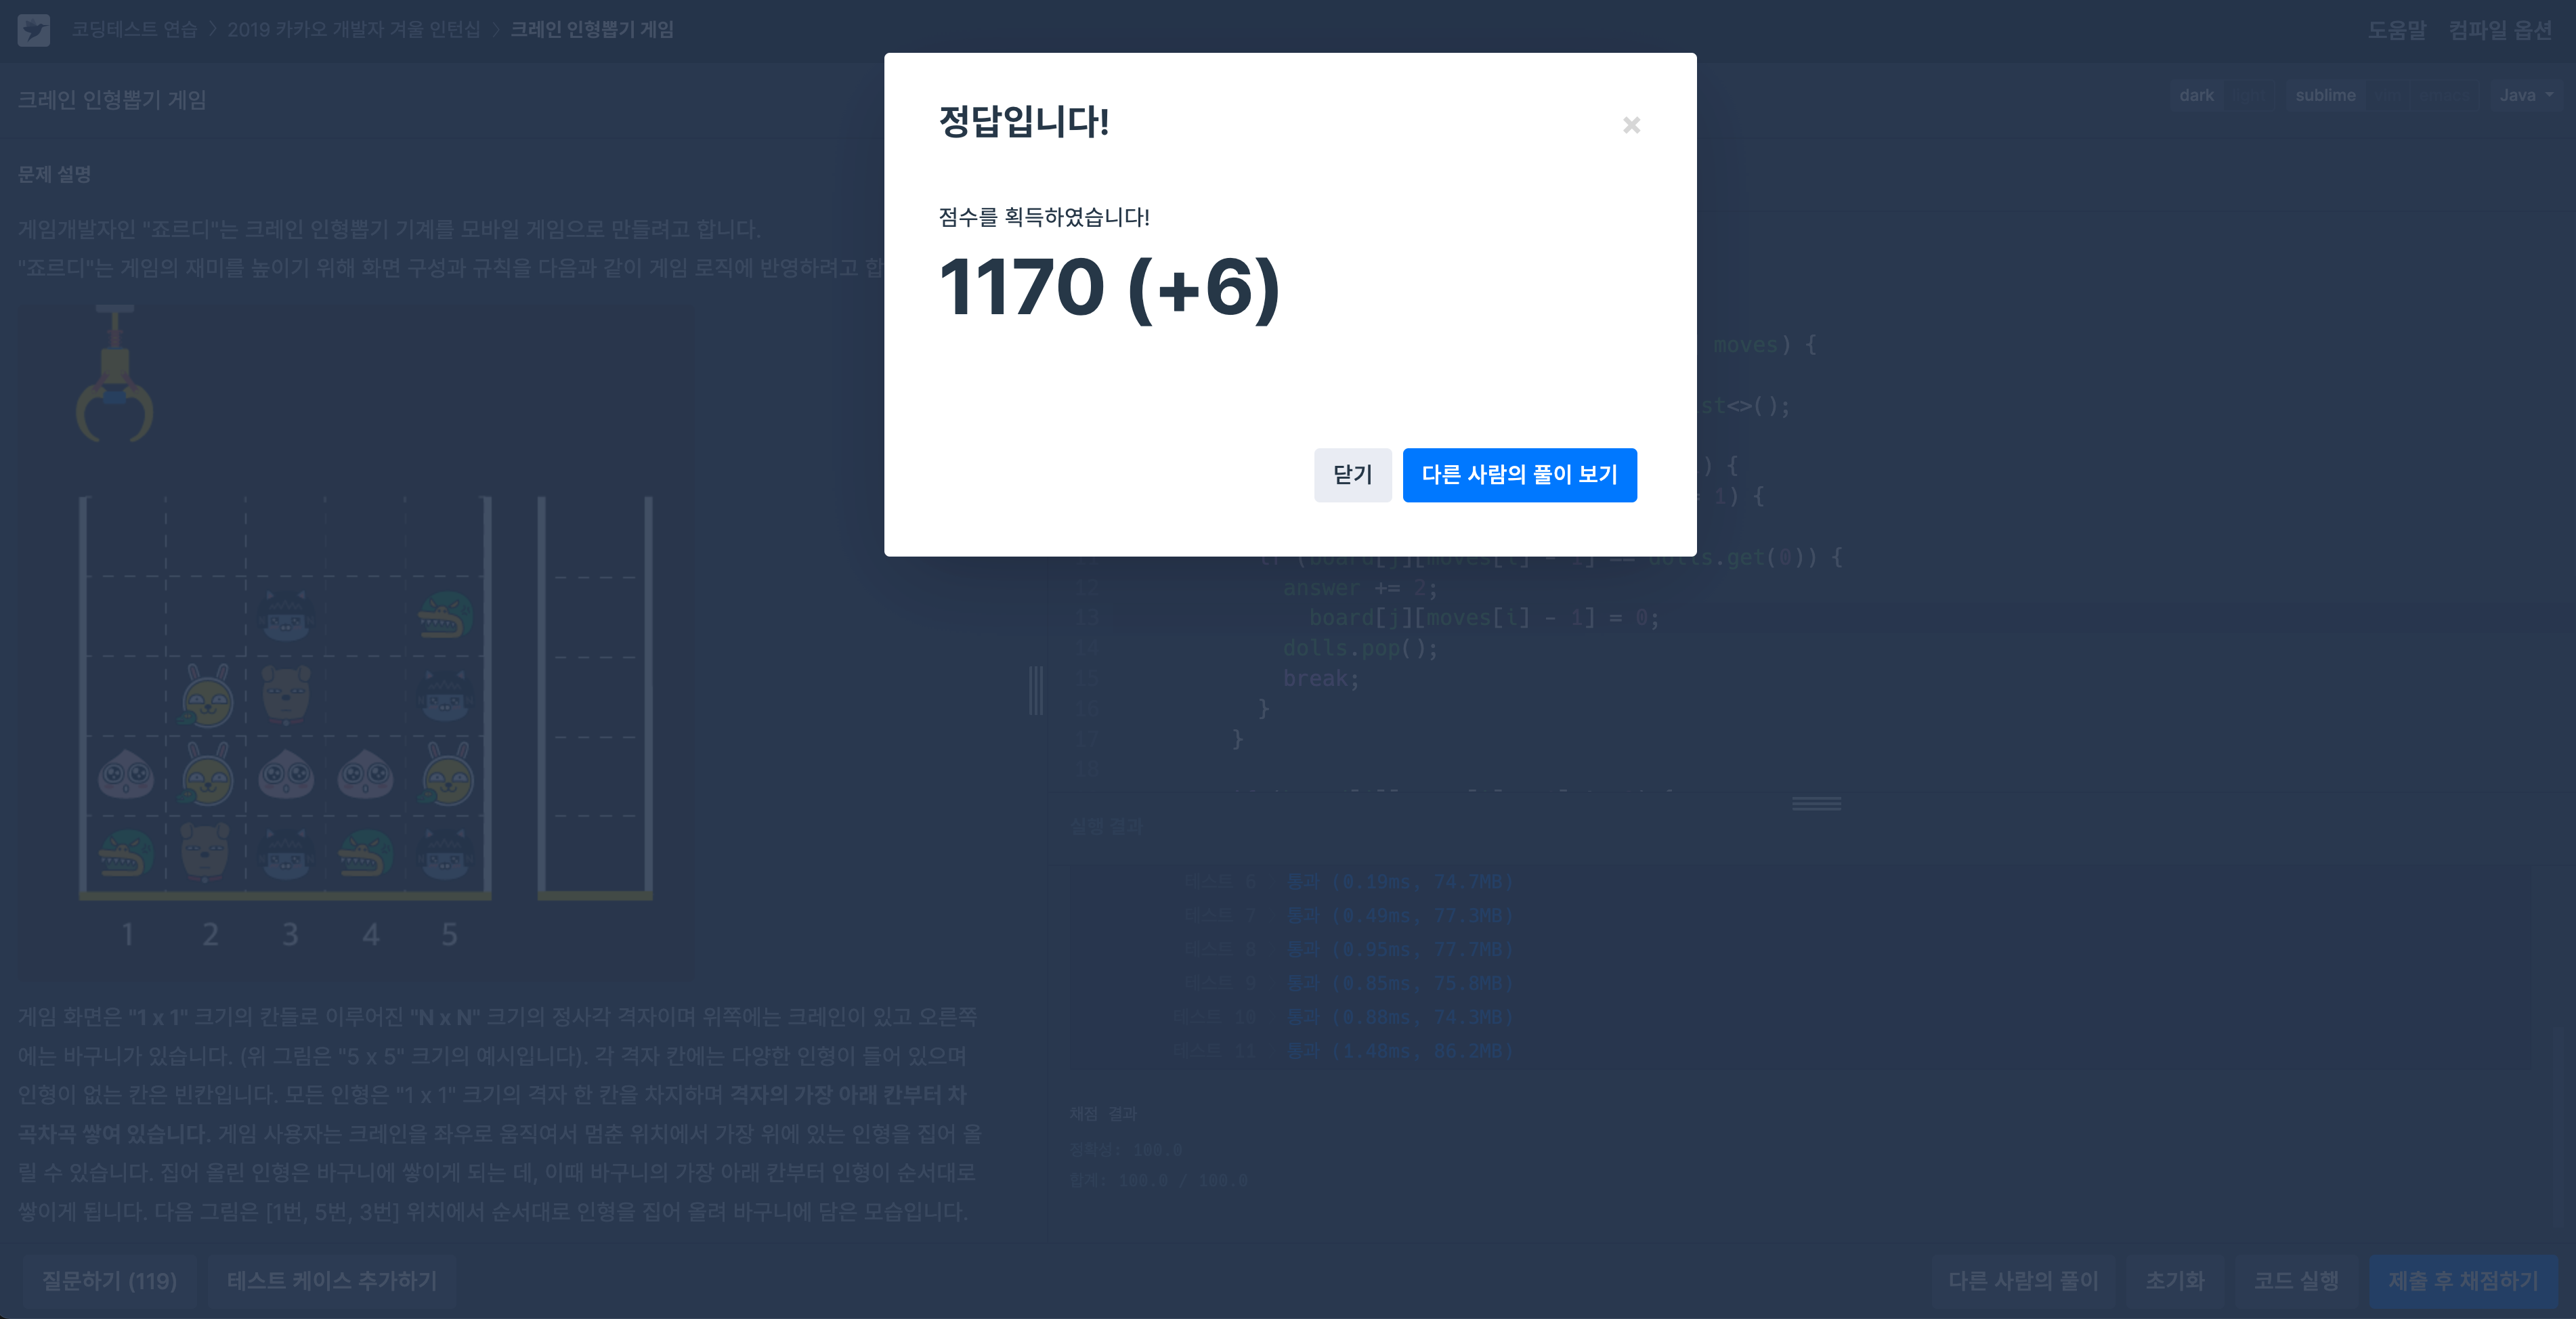 코딩테스트 연습 〉 2019 카카오 개발자 겨울 인턴십 〉 크레인 인형뽑기 게임
도움말 컴파일 옵션
크레인 인형뽑기 게임
dark sublime Java
문제 설명
게임개발자인 "죠르디"는 크레인 인형뽑기 기계를 모바일 게임으로 만들려고 합니다.
"죠르디"는 게임의 재미를 높이기 위해 화면 구성과 규칙을 다음과 같이 게임 로직에 반영하려고 합
1 2 3 4 5
게임 화면은 "1 x 1" 크기의 칸들로 이루어진 "N x N" 크기의 정사각 격자이며 위쪽에는 크레인이 있고 오른쪽
에는 바구니가 있습니다. (위 그림은 "5 x 5" 크기의 예시입니다). 각 격자 칸에는 다양한 인형이 들어 있으며
인형이 없는 칸은 빈칸입니다. 모든 인형은 "1 x 1" 크기의 격자 한 칸을 차지하며 격자의 가장 아래 칸부터 차
곡차곡 쌓여 있습니다. 게임 사용자는 크레인을 좌우로 움직여서 멈춘 위치에서 가장 위에 있는 인형을 집어 올
릴 수 있습니다. 집어 올린 인형은 바구니에 쌓이게 되는 데, 이때 바구니의 가장 아래 칸부터 인형이 순서대로
쌓이게 됩니다. 다음 그림은 [1번, 5번, 3번] 위치에서 순서대로 인형을 집어 올려 바구니에 담은 모습입니다.
정답입니다!
×
점수를 획득하였습니다!
1170 (+6)
닫기 다른 사람의 풀이 보기
moves) {
st<>();
) {
1) {
if (board[j][moves[i] - 1] == dolls.get(0)) {
12 answer += 2;
13 board[j][moves[i] - 1] = 0;
14 dolls.pop();
15 break;
16 }
17 }
18
실행 결과
테스트 6 통과 (0.19ms, 74.7MB)
테스트 7 통과 (0.49ms, 77.3MB)
테스트 8 통과 (0.95ms, 77.7MB)
테스트 9 통과 (0.85ms, 75.8MB)
테스트 10 통과 (0.88ms, 74.3MB)
테스트 11 통과 (1.48ms, 86.2MB)
채점 결과
정확성: 100.0
합계: 100.0 / 100.0
질문하기 (119) 테스트 케이스 추가하기
다른 사람의 풀이 초기화 코드 실행 제출 후 채점하기